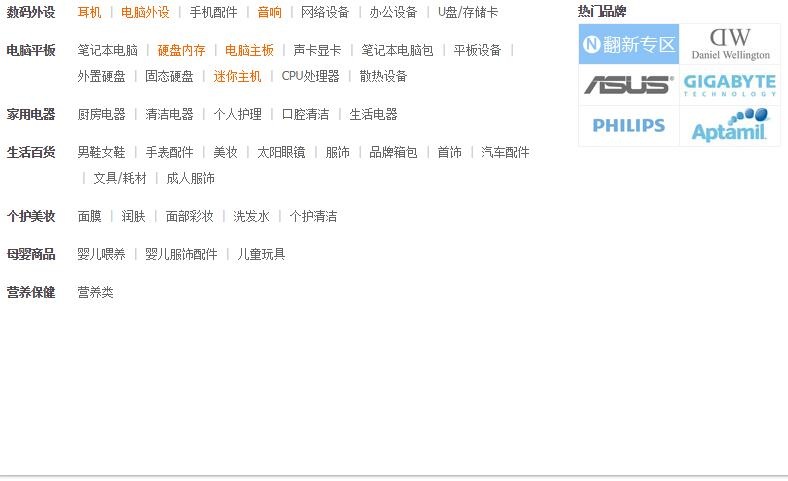 数码外设 耳机 | 电脑外设 | 手机配件 | 音响 | 网络设备 | 办公设备 | U盘/存储卡
电脑平板 笔记本电脑 | 硬盘内存 | 电脑主板 | 声卡显卡 | 笔记本电脑包 | 平板设备 |
外置硬盘 | 固态硬盘 | 迷你主机 | CPU处理器 | 散热设备
家用电器 厨房电器 | 清洁电器 | 个人护理 | 口腔清洁 | 生活电器
生活百货 男鞋女鞋 | 手表配件 | 美妆 | 太阳眼镜 | 服饰 | 品牌箱包 | 首饰 | 汽车配件
| 文具/耗材 | 成人服饰
个护美妆 面膜 | 润肤 | 面部彩妆 | 洗发水 | 个护清洁
母婴商品 婴儿喂养 | 婴儿服饰配件 | 儿童玩具
营养保健 营养类
热门品牌
N 翻新专区
DW
Daniel Wellington
ASUS
GIGABYTE
TECHNOLOGY
PHILIPS
Aptamil